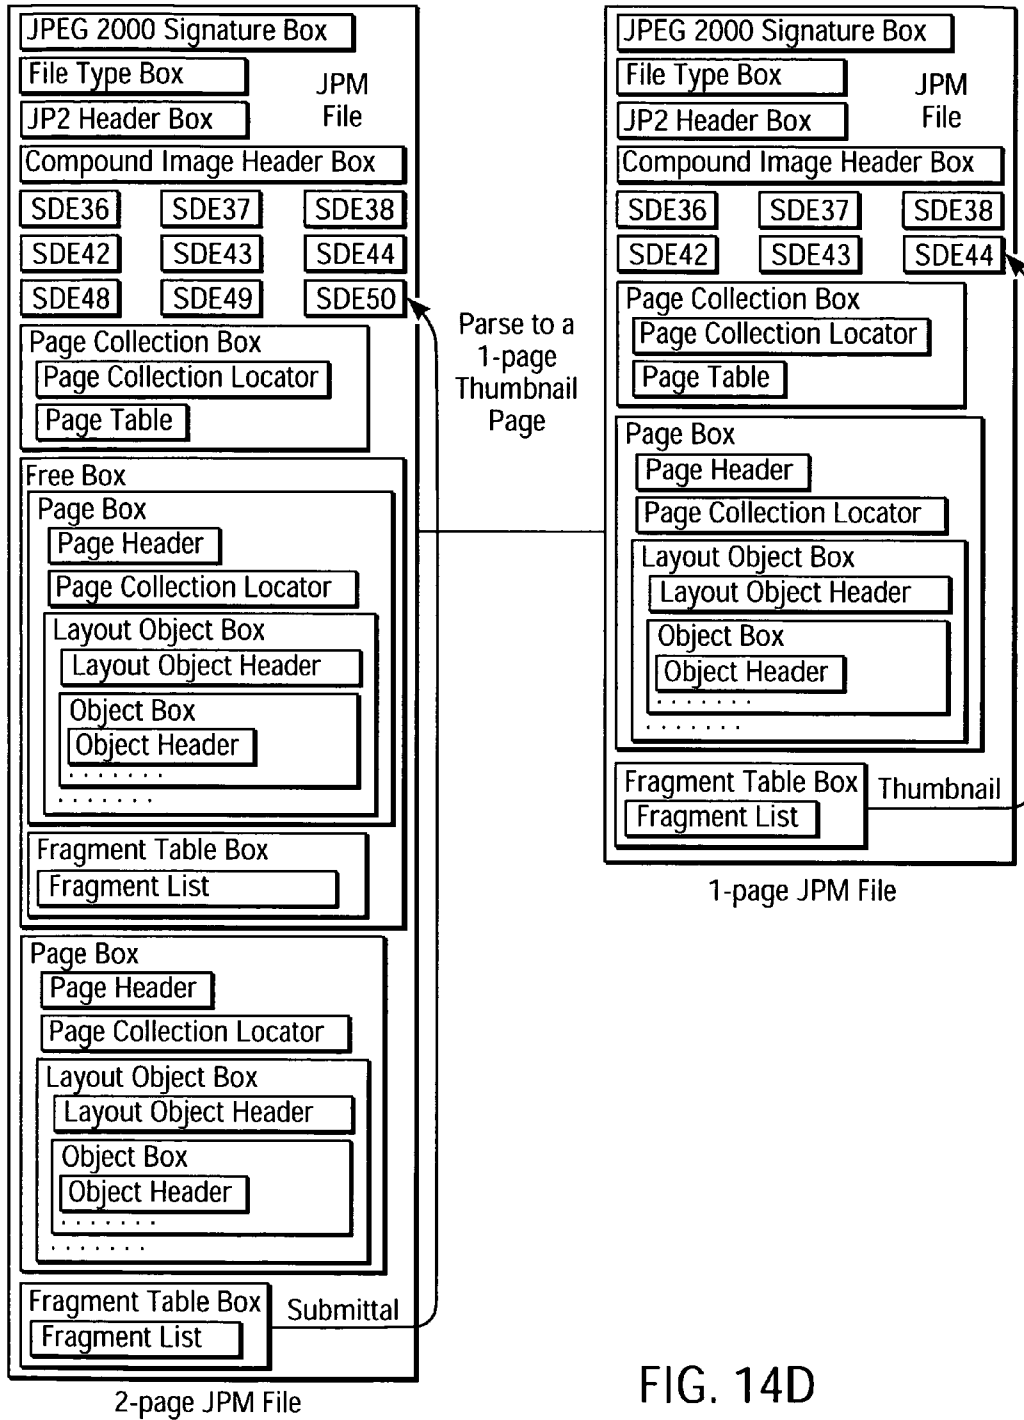 JPEG 2000 Signature Box
File Type Box
JPM
File
JP2 Header Box
Compound Image Header Box
SDE36 SDE37 SDE38
SDE42 SDE43 SDE44
SDE48 SDE49 SDE50
Page Collection Box
Page Collection Locator
Page Table
Free Box
Page Box
Page Header
Page Collection Locator
Layout Object Box
Layout Object Header
Object Box
Object Header
. . . . . . .
. . . . . . .
Fragment Table Box
Fragment List
Page Box
Page Header
Page Collection Locator
Layout Object Box
Layout Object Header
Object Box
Object Header
. . . . . . .
. . . . . . .
Fragment Table Box
Fragment List
Submittal
2-page JPM File
Parse to a
1-page
Thumbnail
Page
JPEG 2000 Signature Box
File Type Box
JPM
File
JP2 Header Box
Compound Image Header Box
SDE36 SDE37 SDE38
SDE42 SDE43 SDE44
Page Collection Box
Page Collection Locator
Page Table
Page Box
Page Header
Page Collection Locator
Layout Object Box
Layout Object Header
Object Box
Object Header
. . . . . . .
. . . . . . .
Fragment Table Box
Fragment List
Thumbnail
1-page JPM File
FIG. 14D